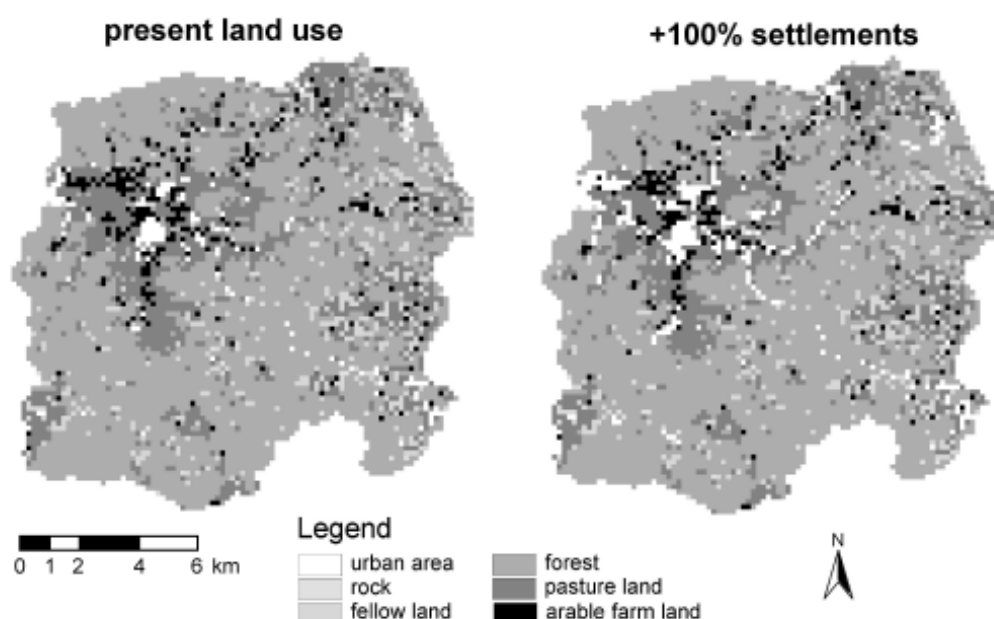 present land use
+100% settlements
Legend
urban area
rock
fellow land
forest
pasture land
arable farm land
0 1 2 4 6 km
N